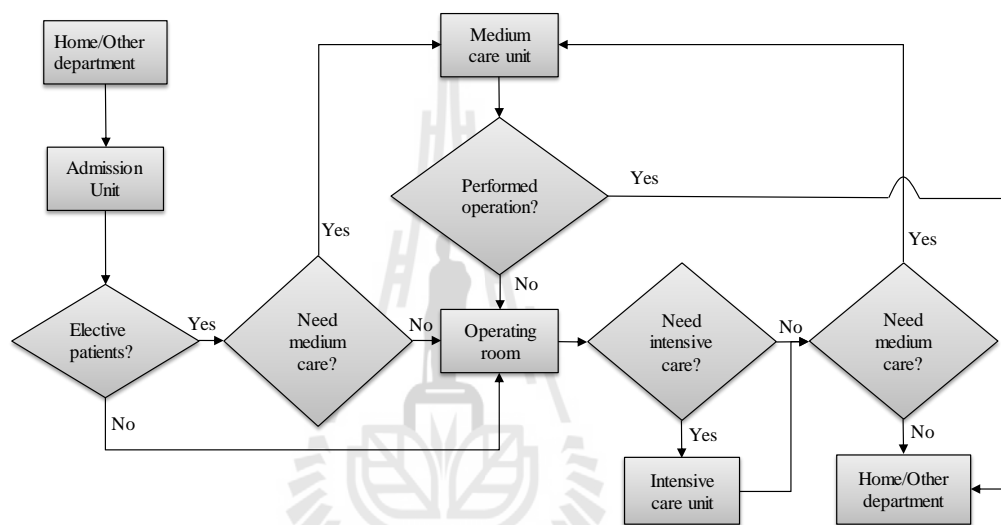 Home/Other
department
Medium
care unit
Admission
Unit
Performed
operation?
Yes
Yes
Yes
No
Elective
patients?
Yes
Need
medium
care?
No
Operating
room
Need
intensive
care?
No
Need
medium
care?
No
Yes
No
Intensive
care unit
Home/Other
department